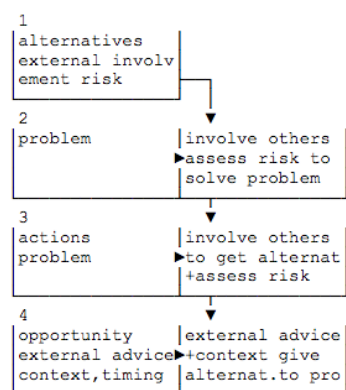 1
alternatives
external involv
ement risk
2
problem involve others
assess risk to
solve problem
3
actions involve others
problem to get alternat
+assess risk
4
opportunity external advice
external advice +context give
context,timing alternat.to pro